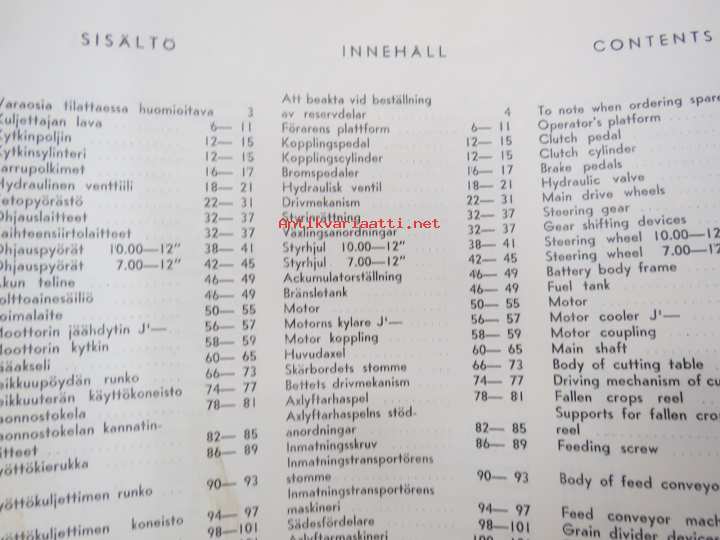 SISÄLTÖ
Varaosia tilattaessa huomioitava 3
Kuljettajan lava 6— 11
Kytkinpoljin 12— 15
Kytkinsylinteri 12— 15
Jarrupolkimet 16— 17
Hydraulinen venttiili 18— 21
Vetopyörästö 22— 31
Ohjauslaitteet 32— 37
Vaihteensiirtolaitteet 32— 37
Ohjauspyörät 10.00—12" 38— 41
Ohjauspyörät 7.00—12" 42— 45
Akun teline 46— 49
Polttoainesäiliö 46— 49
Voimalaite 50— 55
Moottorin jäähdytin J'— 56— 57
Moottorin kytkin 58— 59
Pääakseli 60— 65
Leikkuupöydän runko 66— 73
Leikkuuterän käyttökoneisto 74— 77
Laonnostokela 78— 81
Laonnostokelan kannatin-
laitteet 82— 85
Syöttökierukka 86— 89
Syöttökuljettimen runko 90— 93
Syöttökuljettimen koneisto 94— 97
98—101
INNEHÅLL
Att beakta vid beställning
av reservdelar 4
Förarens plattform 6— 11
Kopplingspedal 12— 15
Kopplingscylinder 12— 15
Bromspedaler 16— 17
Hydraulisk ventil 18— 21
Drivmekanism 22— 31
Styrinrättning 32— 37
Växlingsanordningar 32— 37
Styrhjul 10.00—12" 38— 41
Styrhjul 7.00—12" 42— 45
Ackumulatorställning 46— 49
Bränsletank 46— 49
Motor 50— 55
Motorns kylare J'— 56— 57
Motor koppling 58— 59
Huvudaxel 60— 65
Skärbordets stomme 66— 73
Bettets drivmekanism 74— 77
Axlyftarhaspel 78— 81
Axlyftarhaspelns stöd-
anordningar 82— 85
Inmatningsskruv 86— 89
Inmatningstransportörens
stomme 90— 93
Inmatningstransportörens
maskineri 94— 97
Sädesfördelare 98—101
Axlyftarmaskineri
CONTENTS
To note when ordering spare
Operator's platform
Clutch pedal
Clutch cylinder
Brake pedals
Hydraulic valve
Main drive wheels
Steering gear
Gear shifting devices
Steering wheel 10.00—12"
Steering wheel 7.00—12"
Battery body frame
Fuel tank
Motor
Motor cooler J'—
Motor coupling
Main shaft
Body of cutting table
Driving mechanism of cu
Fallen crops reel
Supports for fallen crop
reel
Feeding screw
Body of feed conveyor
Feed conveyor mach
Grain divider devices
Antikvariaatti.net